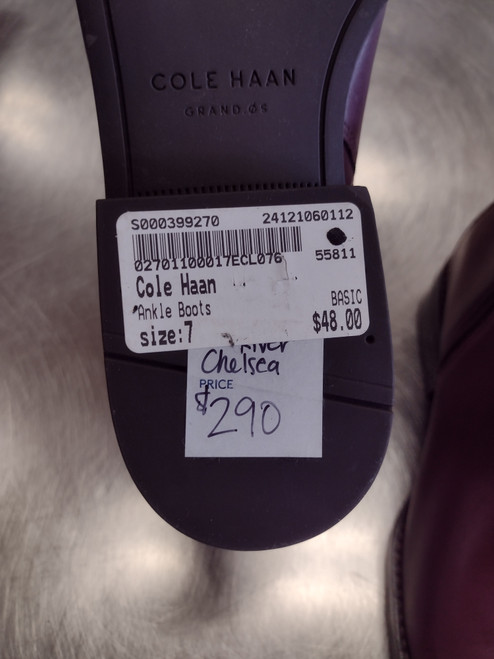 COLE HAAN
GRAND.ØS
S000399270 24121060112
02701100017ECL076 55811
Cole Haan
Ankle Boots BASIC
size:7 $48.00
Chelsea
PRICE
$290